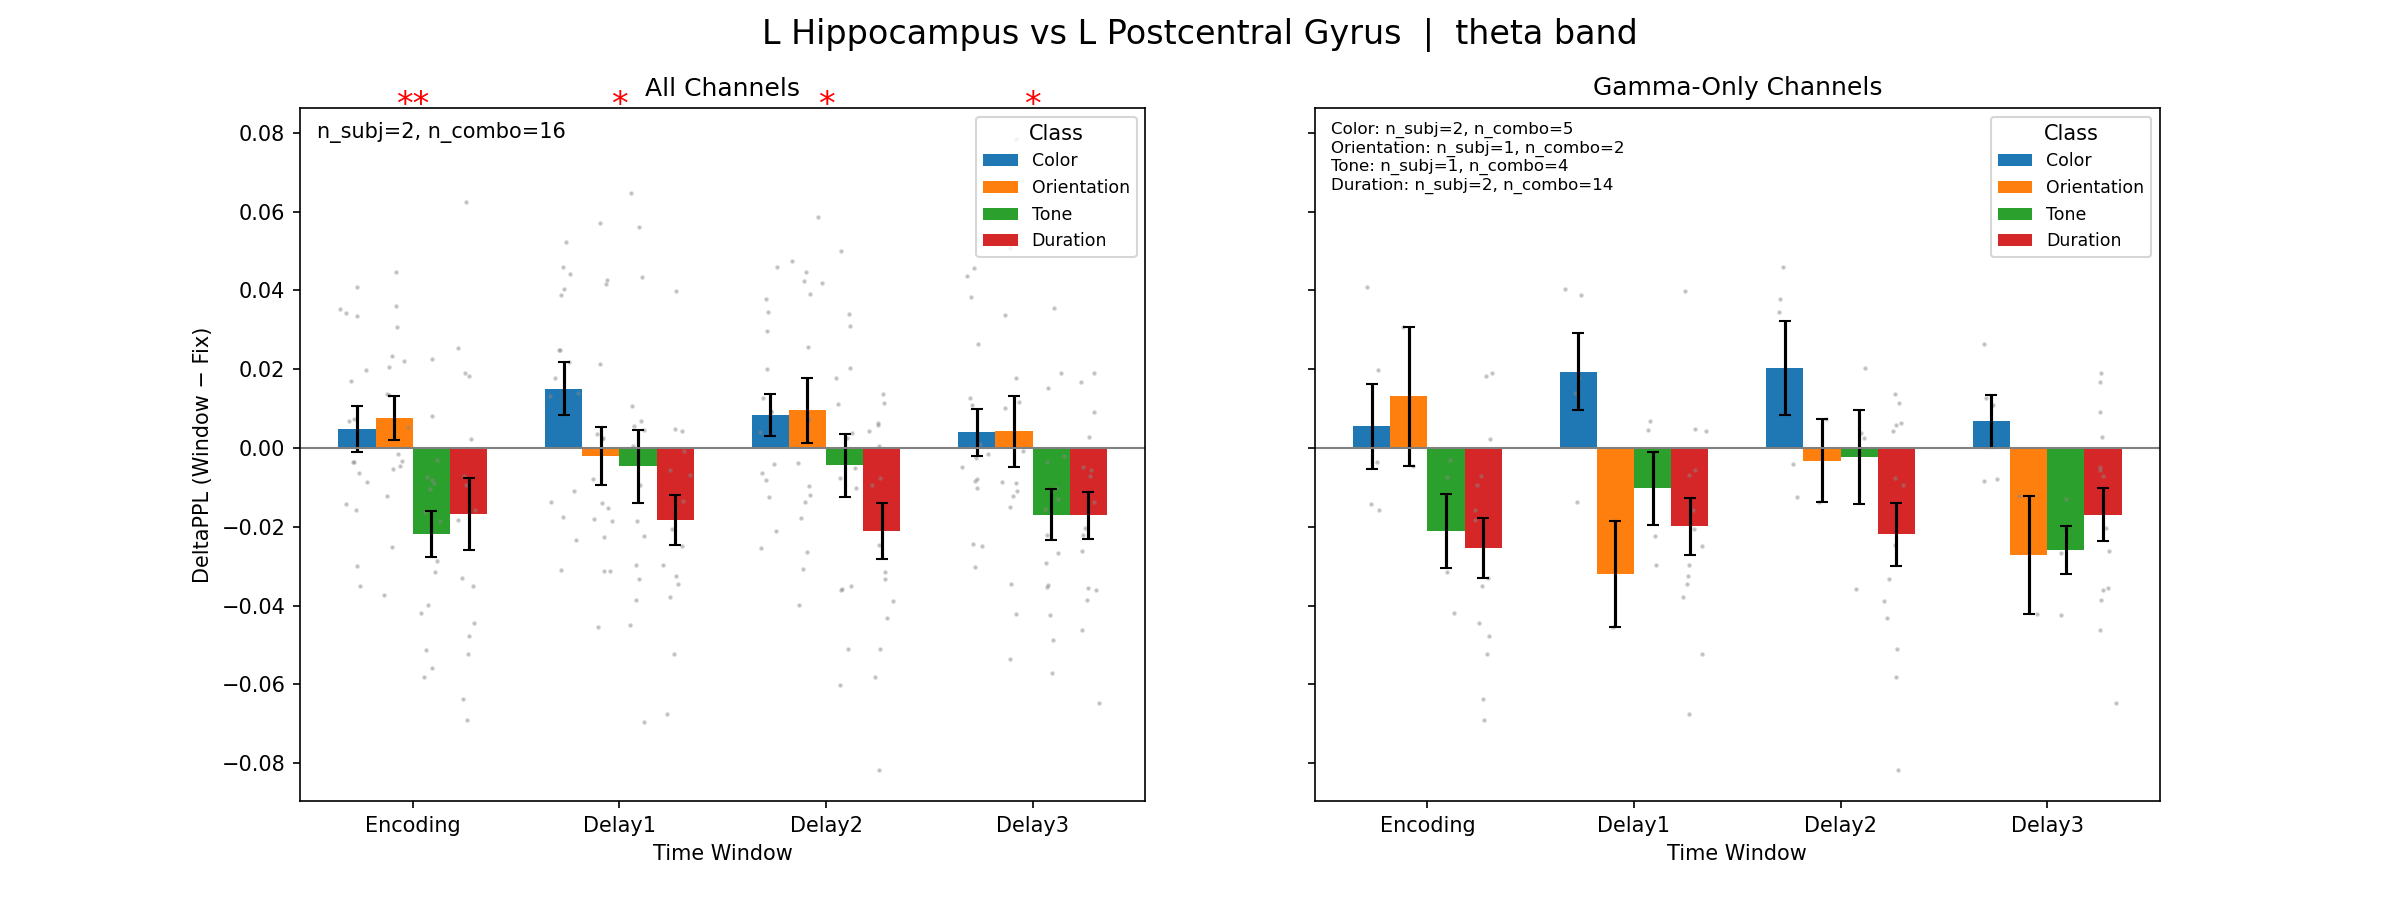 L Hippocampus vs L Postcentral Gyrus | theta band
All Channels
** * * *
n_subj=2, n_combo=16
Class
Color
Orientation
Tone
Duration
0.08
0.06
0.04
0.02
0.00
−0.02
−0.04
−0.06
−0.08
DeltaPPL (Window − Fix)
Encoding Delay1 Delay2 Delay3
Time Window
Gamma-Only Channels
Color: n_subj=2, n_combo=5
Orientation: n_subj=1, n_combo=2
Tone: n_subj=1, n_combo=4
Duration: n_subj=2, n_combo=14
Class
Color
Orientation
Tone
Duration
Encoding Delay1 Delay2 Delay3
Time Window